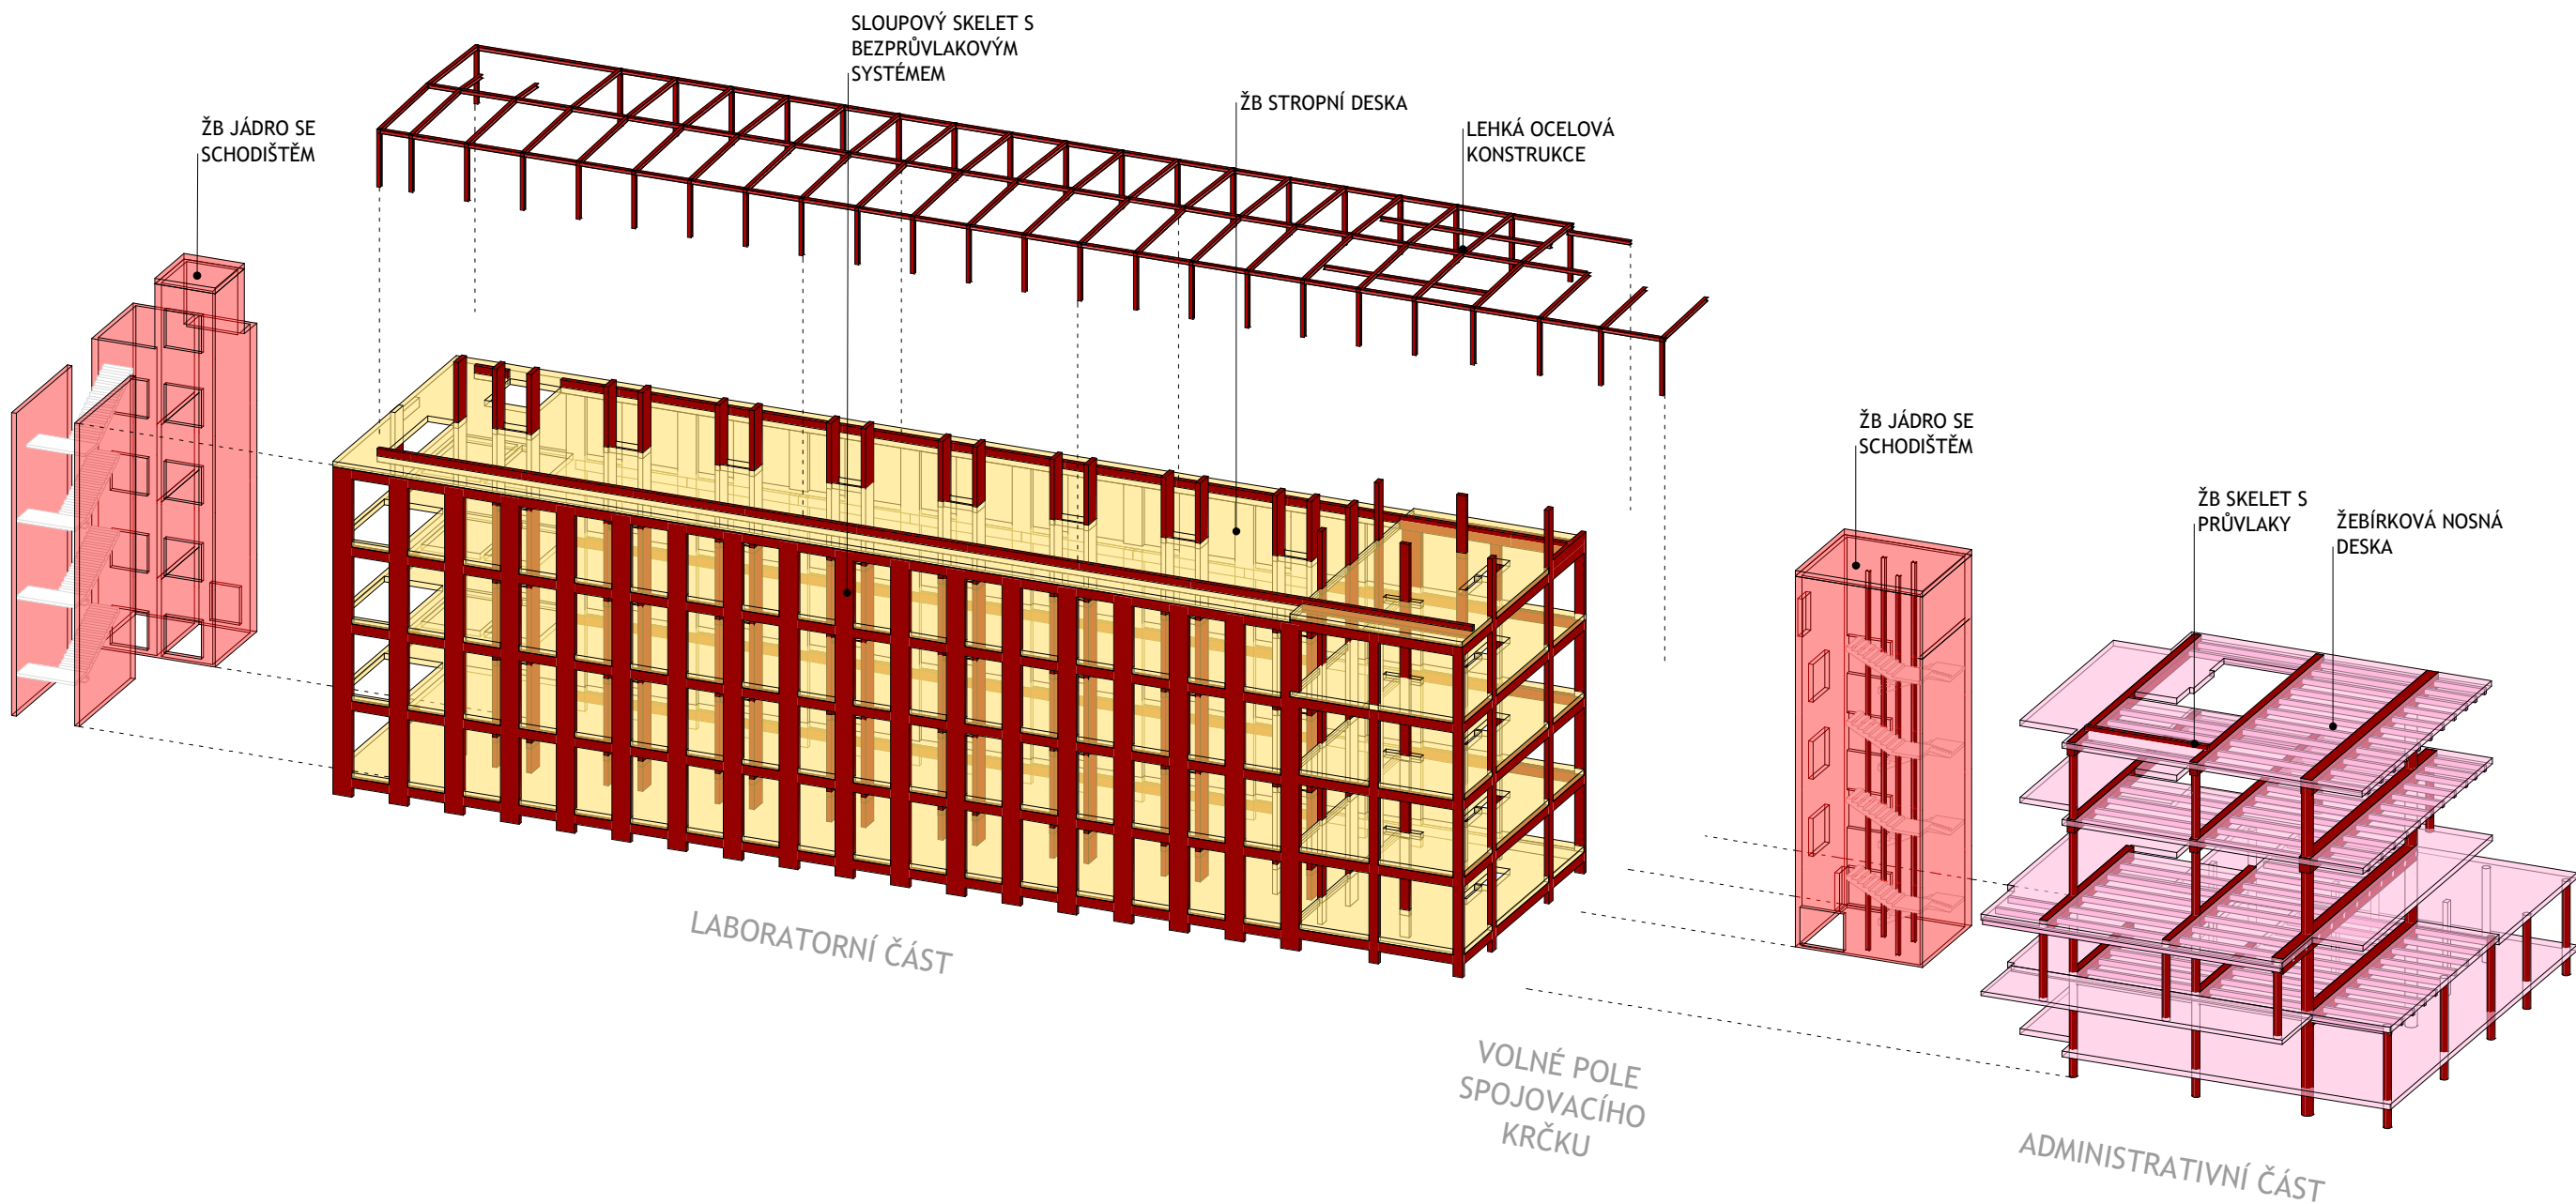 SLOUPOVÝ SKELET S
BEZPRŮVLAKOVÝM
SYSTÉMEM
ŽB JÁDRO SE
SCHODIŠTĚM
ŽB STROPNÍ DESKA
LEHKÁ OCELOVÁ
KONSTRUKCE
ŽB JÁDRO SE
SCHODIŠTĚM
ŽB SKELET S
PRŮVLAKY
ŽEBÍRKOVÁ NOSNÁ
DESKA
LABORATORNÍ ČÁST
VOLNÉ POLE
SPOJOVACÍHO
KRČKU
ADMINISTRATIVNÍ ČÁST